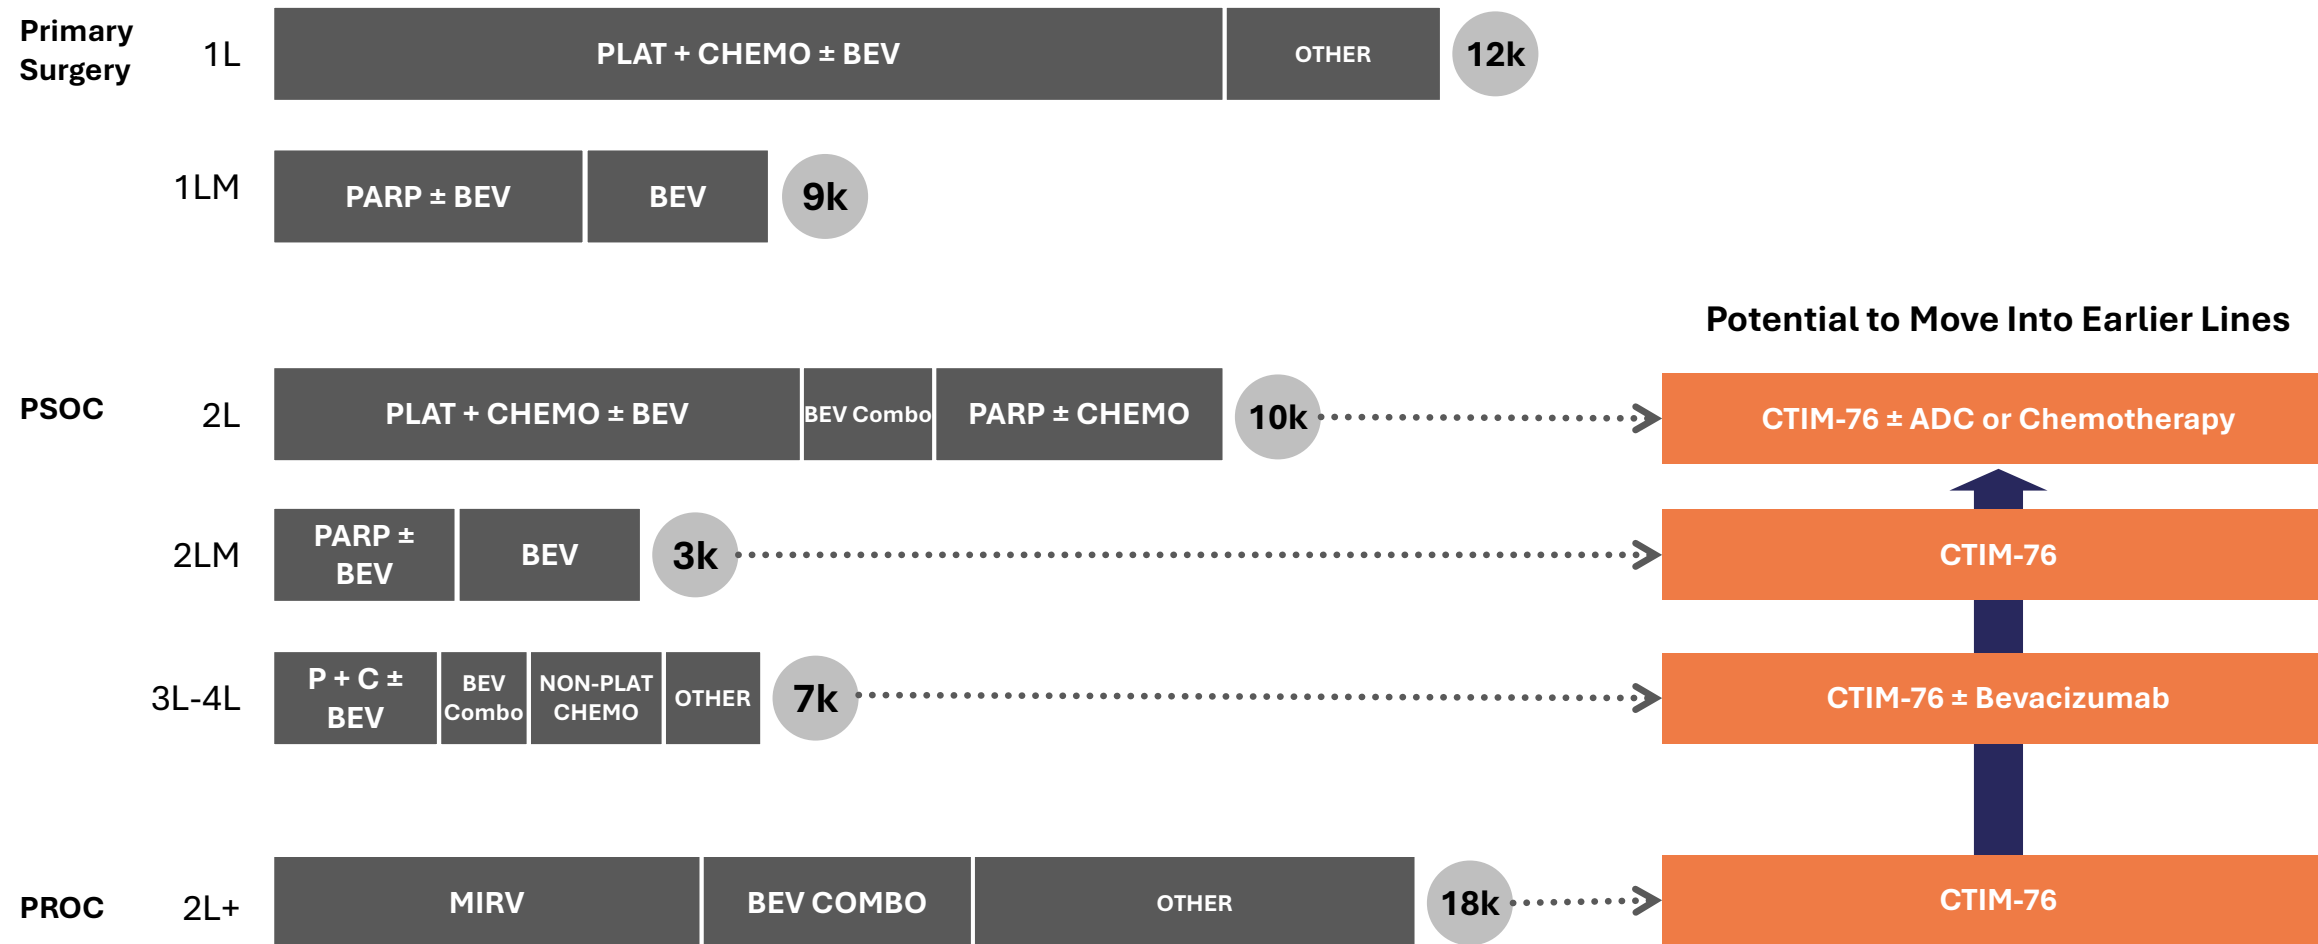 Primary
Surgery
1L
PLAT + CHEMO ± BEV
OTHER
12k
1LM
PARP ± BEV
BEV
9k
Potential to Move Into Earlier Lines
PSOC
2L
PLAT + CHEMO ± BEV
BEV Combo
PARP ± CHEMO
10k
CTIM-76 ± ADC or Chemotherapy
2LM
PARP ±
BEV
BEV
3k
CTIM-76
3L-4L
P + C ±
BEV
BEV
Combo
NON-PLAT
CHEMO
OTHER
7k
CTIM-76 ± Bevacizumab
PROC
2L+
MIRV
BEV COMBO
OTHER
18k
CTIM-76